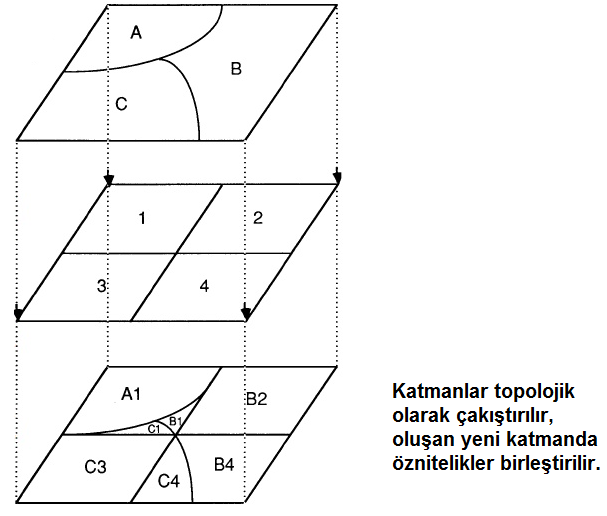 A
B
C
1
2
3
4
A1
B2
C1
B1
C3
C4
B4
Katmanlar topolojik
olarak çakıştırılır,
oluşan yeni katmanda
öznitelikler birleştirilir.